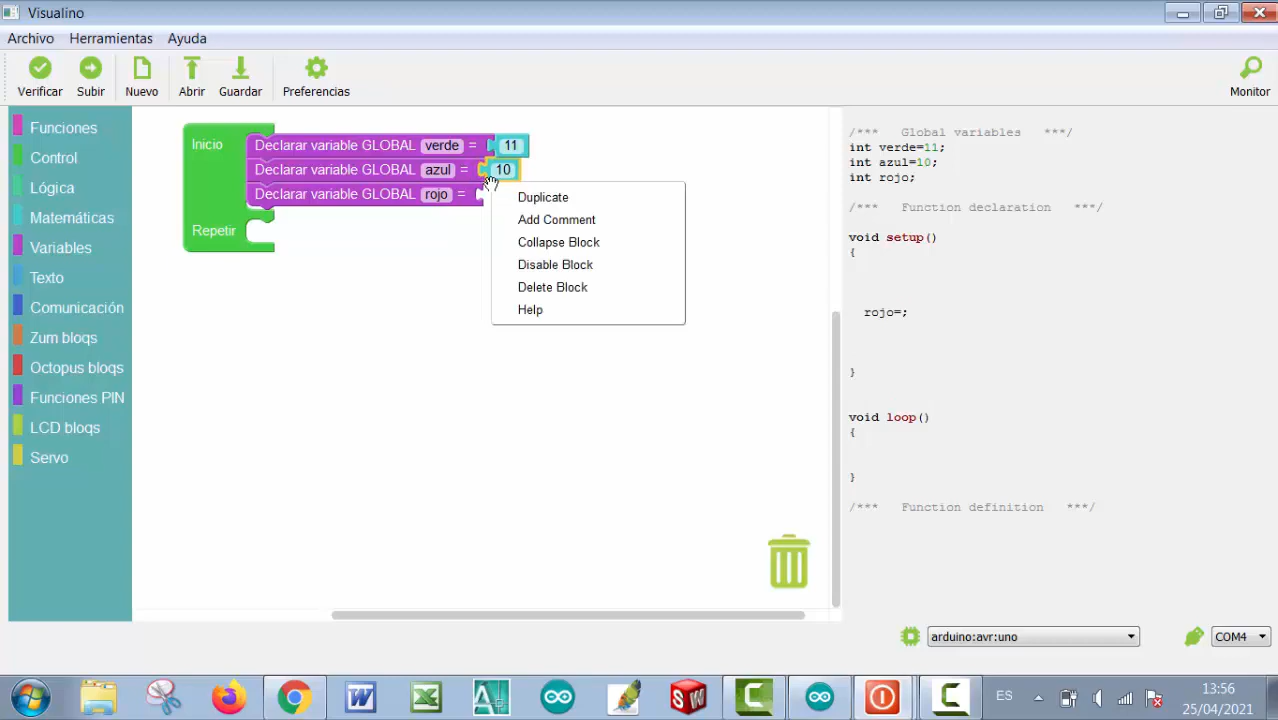 Visualino
Archivo Herramientas Ayuda
Verificar Subir Nuevo Abrir Guardar Preferencias Monitor
Funciones
Control
Lógica
Matemáticas
Variables
Texto
Comunicación
Zum bloqs
Octopus bloqs
Funciones PIN
LCD bloqs
Servo
Inicio
Declarar variable GLOBAL verde = 11
Declarar variable GLOBAL azul = 10
Declarar variable GLOBAL rojo =
Repetir
Duplicate
Add Comment
Collapse Block
Disable Block
Delete Block
Help
/*** Global variables ***/
int verde=11;
int azul=10;
int rojo;
/*** Function declaration ***/
void setup()
{
rojo=;
}
void loop()
{
}
/*** Function definition ***/
arduino:avr:uno COM4
ES 13:56
25/04/2021